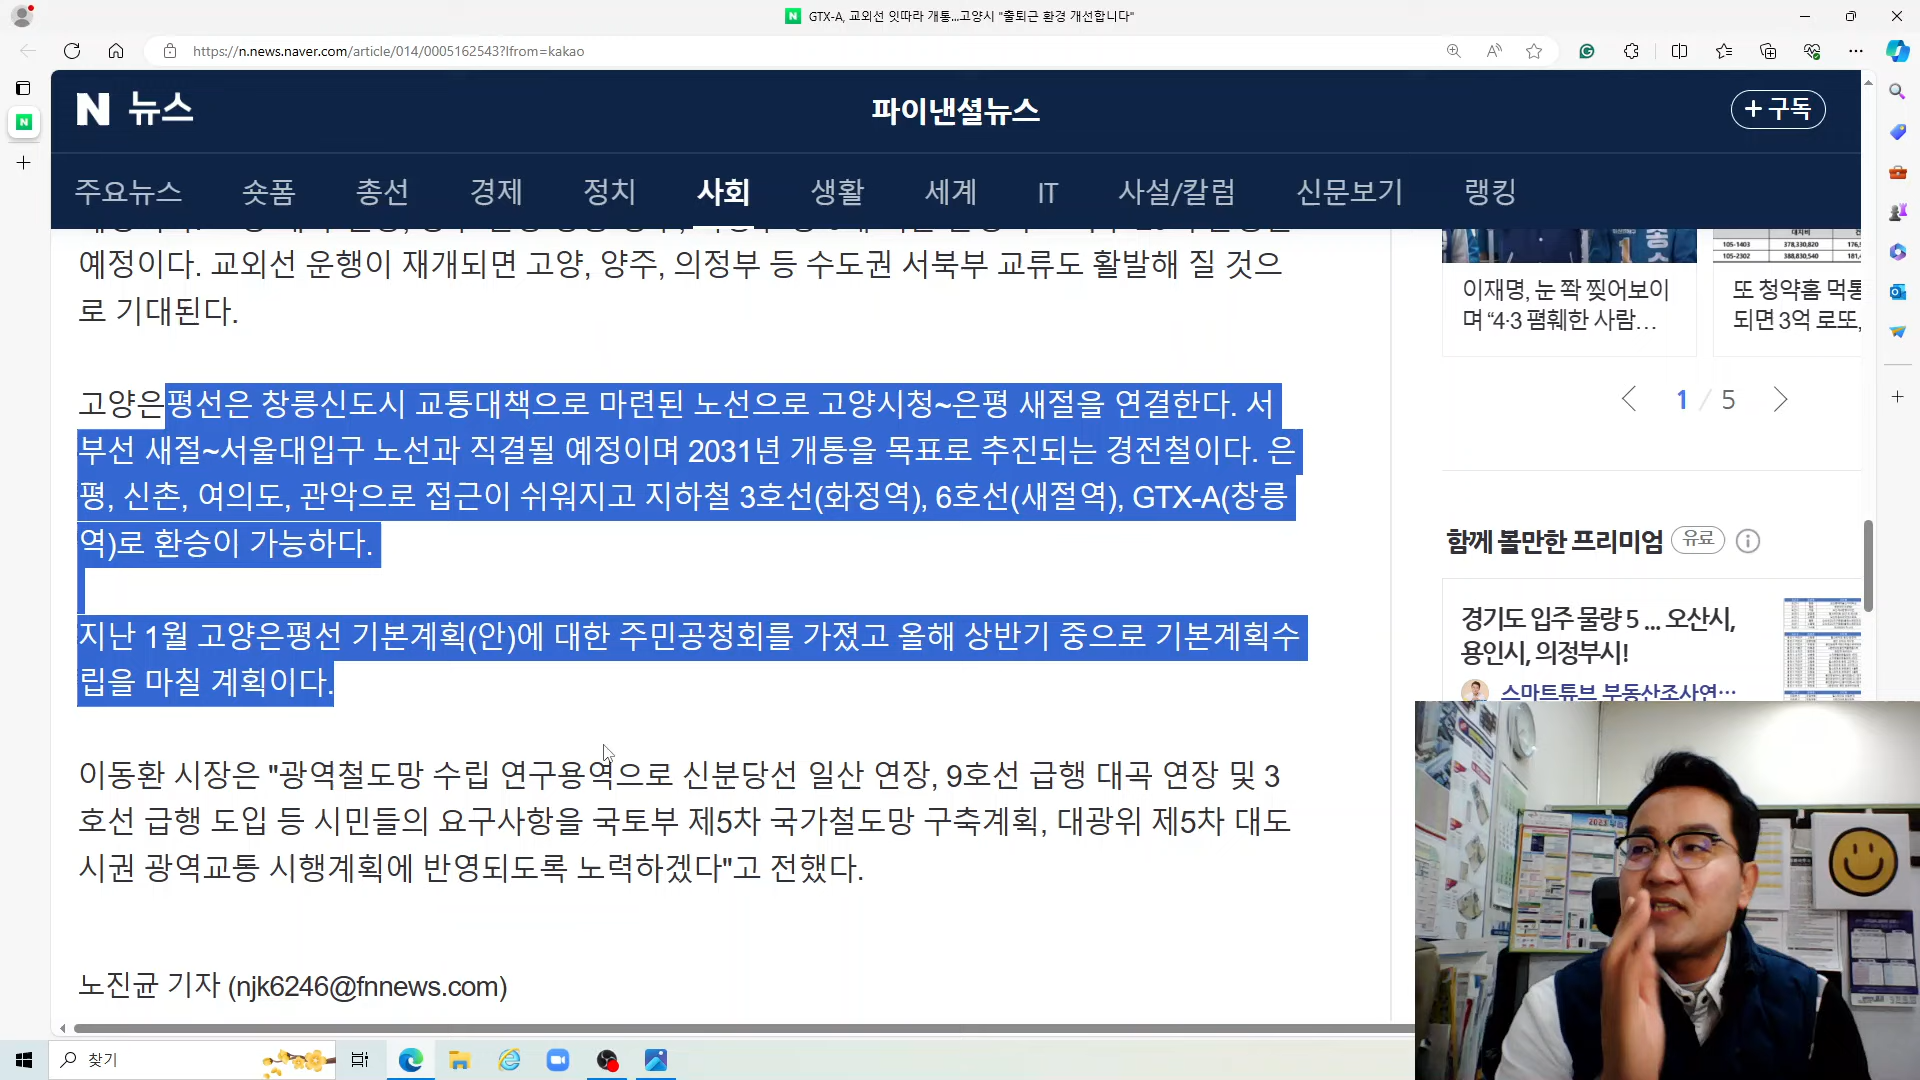 GTX-A, 교외선 잇따라 개통...고양시 "출퇴근 환경 개선합니다"
https://n.news.naver.com/article/014/0005162543?lfrom=kakao
N 뉴스
파이낸셜뉴스
+ 구독
주요뉴스 숏폼 총선 경제 정치 사회 생활 세계 IT 사설/칼럼 신문보기 랭킹
예정이다. 교외선 운행이 재개되면 고양, 양주, 의정부 등 수도권 서북부 교류도 활발해 질 것으
로 기대된다.
고양은평선은 창릉신도시 교통대책으로 마련된 노선으로 고양시청~은평 새절을 연결한다. 서
부선 새절~서울대입구 노선과 직결될 예정이며 2031년 개통을 목표로 추진되는 경전철이다. 은
평, 신촌, 여의도, 관악으로 접근이 쉬워지고 지하철 3호선(화정역), 6호선(새절역), GTX-A(창릉
역)로 환승이 가능하다.
지난 1월 고양은평선 기본계획(안)에 대한 주민공청회를 가졌고 올해 상반기 중으로 기본계획수
립을 마칠 계획이다.
이동환 시장은 "광역철도망 수립 연구용역으로 신분당선 일산 연장, 9호선 급행 대곡 연장 및 3
호선 급행 도입 등 시민들의 요구사항을 국토부 제5차 국가철도망 구축계획, 대광위 제5차 대도
시권 광역교통 시행계획에 반영되도록 노력하겠다"고 전했다.
노진균 기자 (njk6246@fnnews.com)
105-1403 378,330,820
105-2302 388,830,540
이재명, 눈 쫙 찢어보이
며 “4·3 폄훼한 사람…
또 청약홈 먹통
되면 3억 로또,
1 / 5
함께 볼만한 프리미엄 유료
경기도 입주 물량 5 ... 오산시,
용인시, 의정부시!
스마트튜브 부동산조사연…
찾기